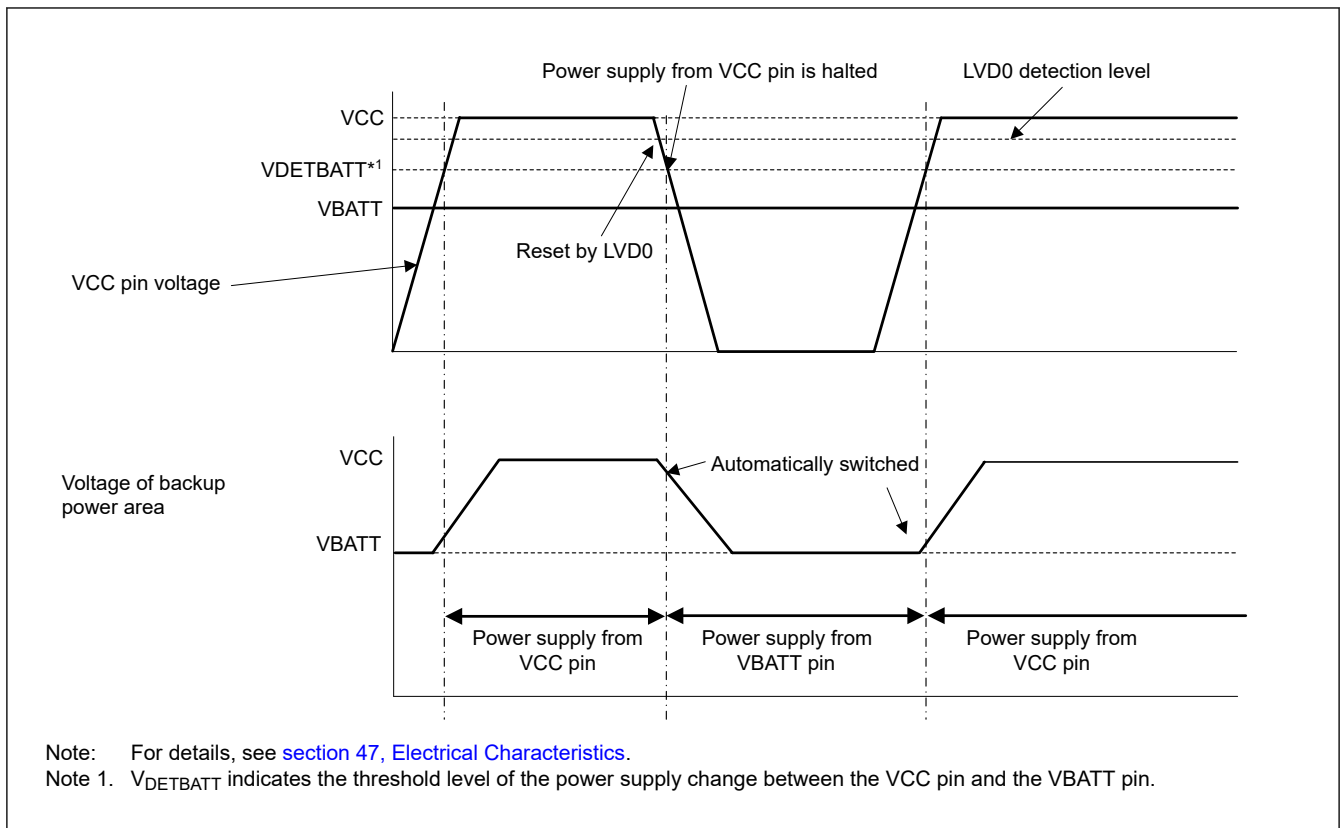 Power supply from VCC pin is halted
LVD0 detection level
VCC
VDETBATT*1
VBATT
Reset by LVD0
VCC pin voltage
VCC
Automatically switched
Voltage of backup
power area
VBATT
Power supply from
VCC pin
Power supply from
VBATT pin
Power supply from
VCC pin
Note: For details, see section 47, Electrical Characteristics.
Note 1. VDETBATT indicates the threshold level of the power supply change between the VCC pin and the VBATT pin.